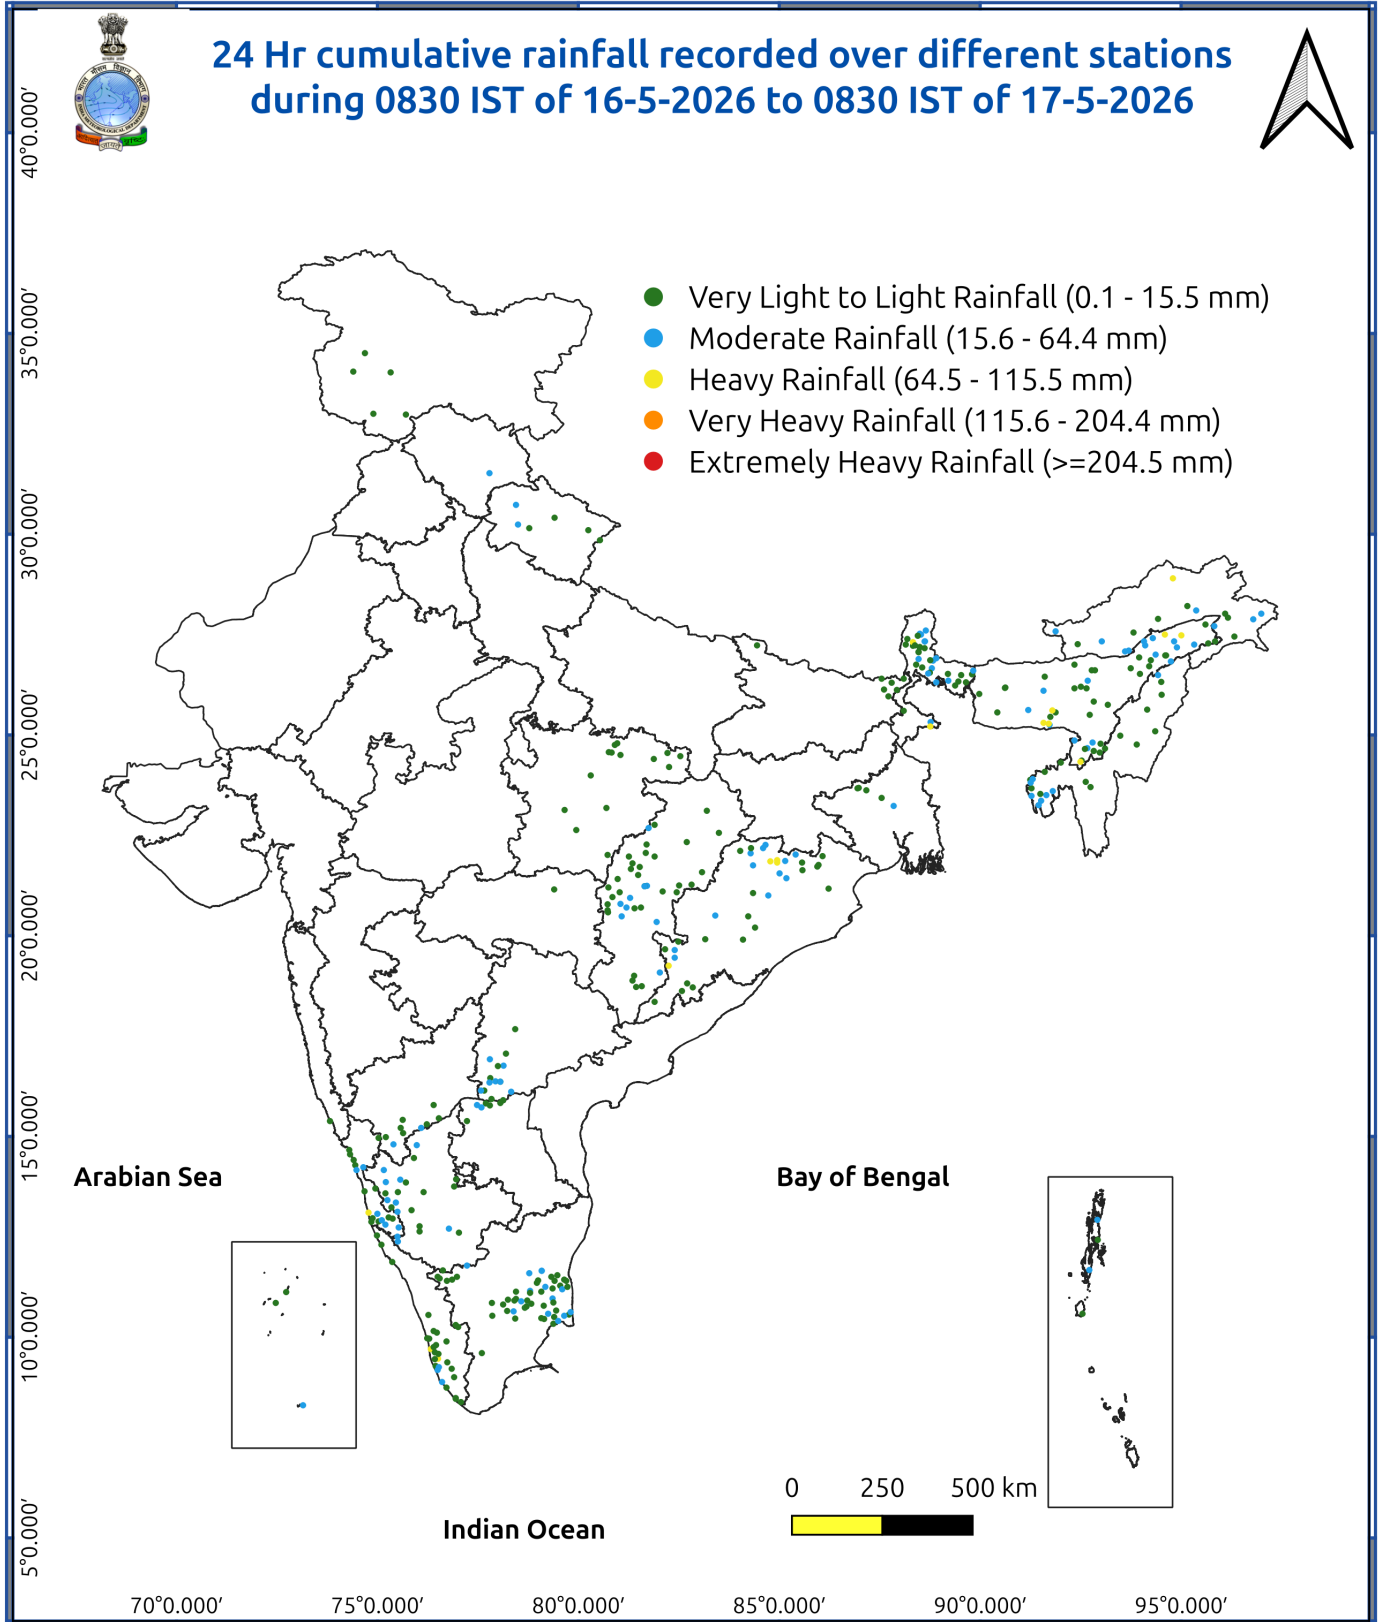 24 Hr cumulative rainfall recorded over different stations
during 0830 IST of 16-5-2026 to 0830 IST of 17-5-2026
Very Light to Light Rainfall (0.1 - 15.5 mm)
Moderate Rainfall (15.6 - 64.4 mm)
Heavy Rainfall (64.5 - 115.5 mm)
Very Heavy Rainfall (115.6 - 204.4 mm)
Extremely Heavy Rainfall (>=204.5 mm)
40°0.000′
35°0.000′
30°0.000′
25°0.000′
20°0.000′
15°0.000′
10°0.000′
5°0.000′
Arabian Sea
Bay of Bengal
Indian Ocean
0 250 500 km
70°0.000′ 75°0.000′ 80°0.000′ 85°0.000′ 90°0.000′ 95°0.000′